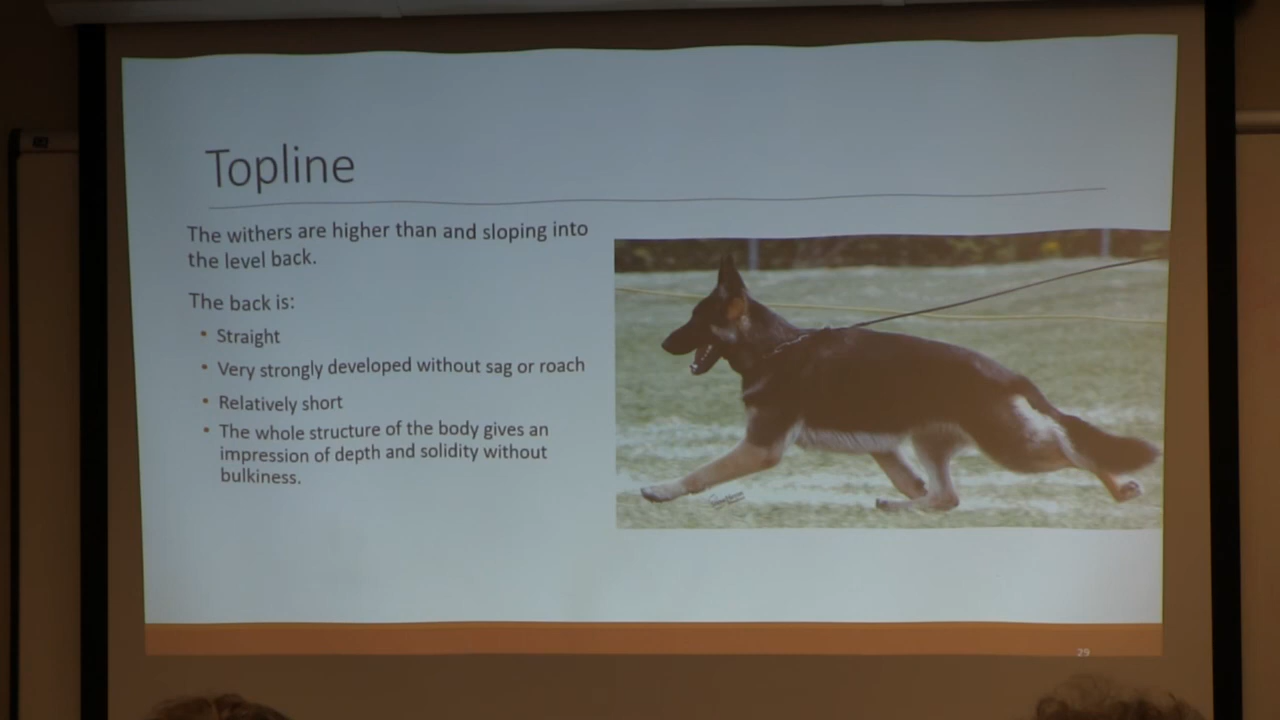 Topline
The withers are higher than and sloping into
the level back.
The back is:
• Straight
• Very strongly developed without sag or roach
• Relatively short
• The whole structure of the body gives an
impression of depth and solidity without
bulkiness.
29